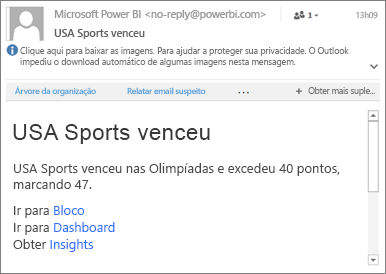 Microsoft Power BI <no-reply@powerbi.com>
1
13h09
USA Sports venceu
Clique aqui para baixar as imagens. Para ajudar a proteger sua privacidade. O Outlook
impediu o download automático de algumas imagens nesta mensagem.
Árvore da organização
Relatar email suspeito
...
+ Obter mais suple...
USA Sports venceu
USA Sports venceu nas Olimpíadas e excedeu 40 pontos,
marcando 47.
Ir para Bloco
Ir para Dashboard
Obter Insights